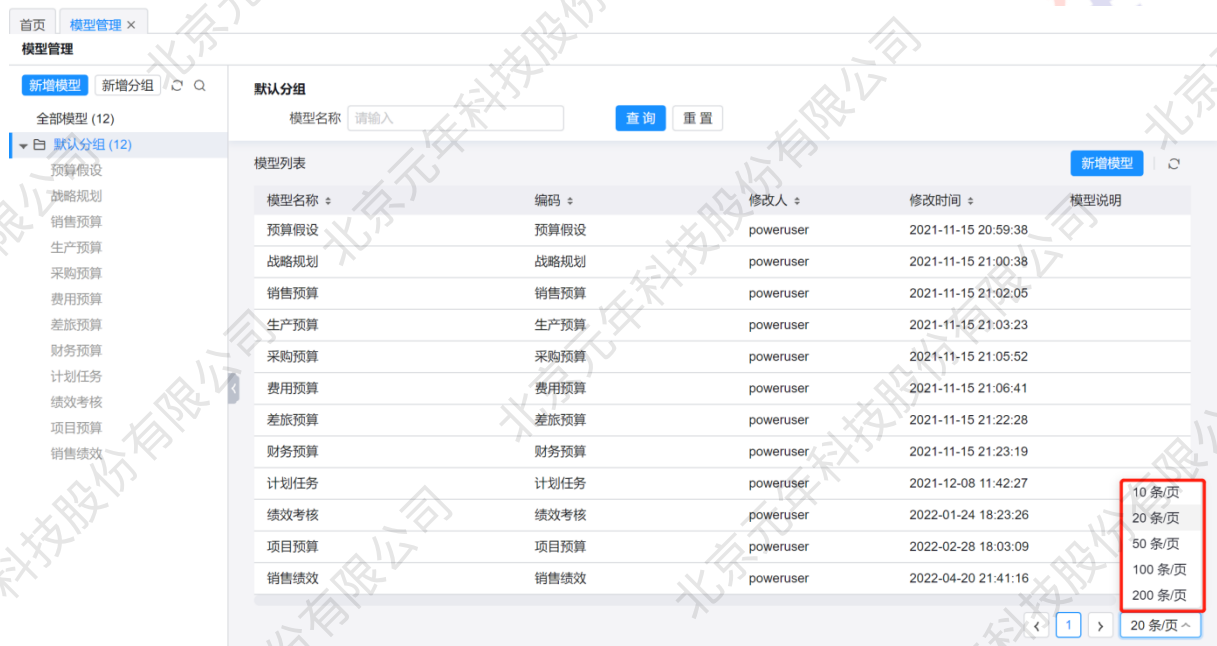 首页 模型管理 ×
模型管理
新增模型 新增分组
全部模型 (12)
默认分组 (12)
预算假设
战略规划
销售预算
生产预算
采购预算
费用预算
差旅预算
财务预算
计划任务
绩效考核
项目预算
销售绩效
默认分组
模型名称 请输入 查询 重置
模型列表 新增模型
模型名称 编码 修改人 修改时间 模型说明
预算假设 预算假设 poweruser 2021-11-15 20:59:38
战略规划 战略规划 poweruser 2021-11-15 21:00:38
销售预算 销售预算 poweruser 2021-11-15 21:02:05
生产预算 生产预算 poweruser 2021-11-15 21:03:23
采购预算 采购预算 poweruser 2021-11-15 21:05:52
费用预算 费用预算 poweruser 2021-11-15 21:06:41
差旅预算 差旅预算 poweruser 2021-11-15 21:22:28
财务预算 财务预算 poweruser 2021-11-15 21:23:19
计划任务 计划任务 poweruser 2021-12-08 11:42:27
绩效考核 绩效考核 poweruser 2022-01-24 18:23:26
项目预算 项目预算 poweruser 2022-02-28 18:03:09
销售绩效 销售绩效 poweruser 2022-04-20 21:41:16
10 条/页
20 条/页
50 条/页
100 条/页
200 条/页
1 20 条/页
北京元年科技股份有限公司